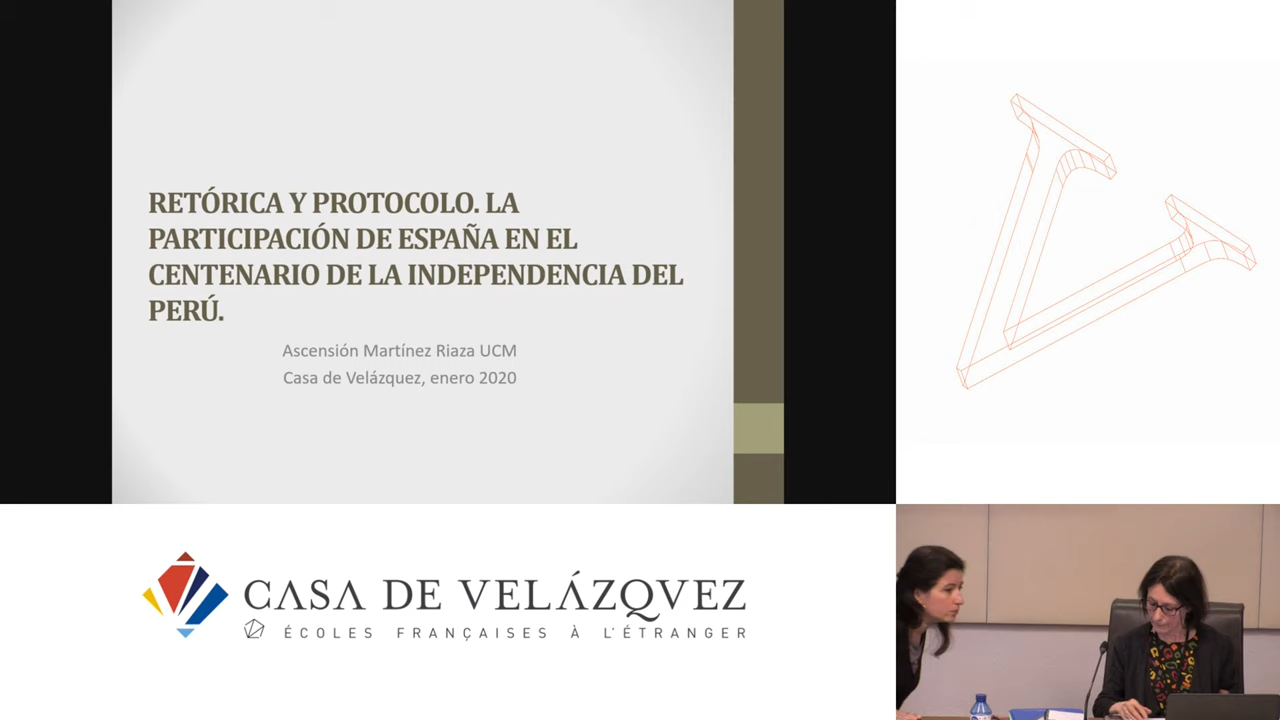 RETÓRICA Y PROTOCOLO. LA
PARTICIPACIÓN DE ESPAÑA EN EL
CENTENARIO DE LA INDEPENDENCIA DEL
PERÚ.
Ascensión Martínez Riaza UCM
Casa de Velázquez, enero 2020
CASA DE VELÁZQVEZ
ÉCOLES FRANÇAISES À L'ÉTRANGER